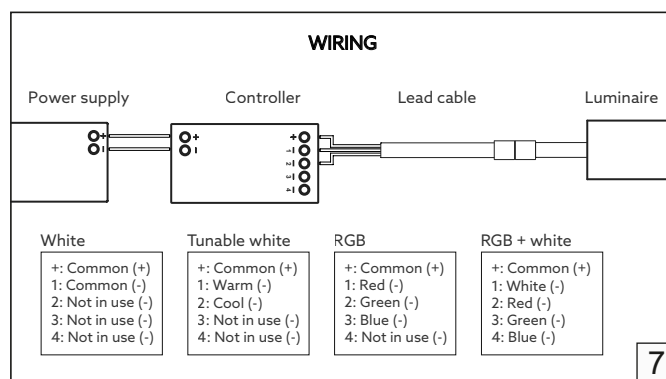 WIRING
Power supply
Controller
Lead cable
Luminaire
+
I
+
I
+
1 I
2 I
3 I
4 I
White
+: Common (+)
1: Common (-)
2: Not in use (-)
3: Not in use (-)
4: Not in use (-)
Tunable white
+: Common (+)
1: Warm (-)
2: Cool (-)
3: Not in use (-)
4: Not in use (-)
RGB
+: Common (+)
1: Red (-)
2: Green (-)
3: Blue (-)
4: Not in use (-)
RGB + white
+: Common (+)
1: White (-)
2: Red (-)
3: Green (-)
4: Blue (-)
7